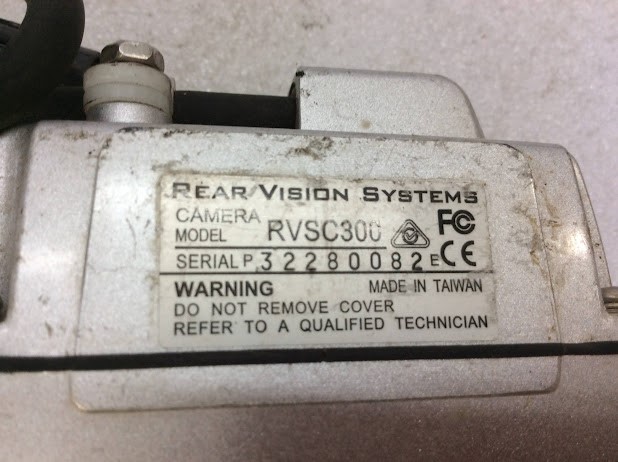 REAR VISION SYSTEMS
CAMERA
MODEL RVSC300 FC
SERIAL P.32280082E CE
WARNING MADE IN TAIWAN
DO NOT REMOVE COVER
REFER TO A QUALIFIED TECHNICIAN